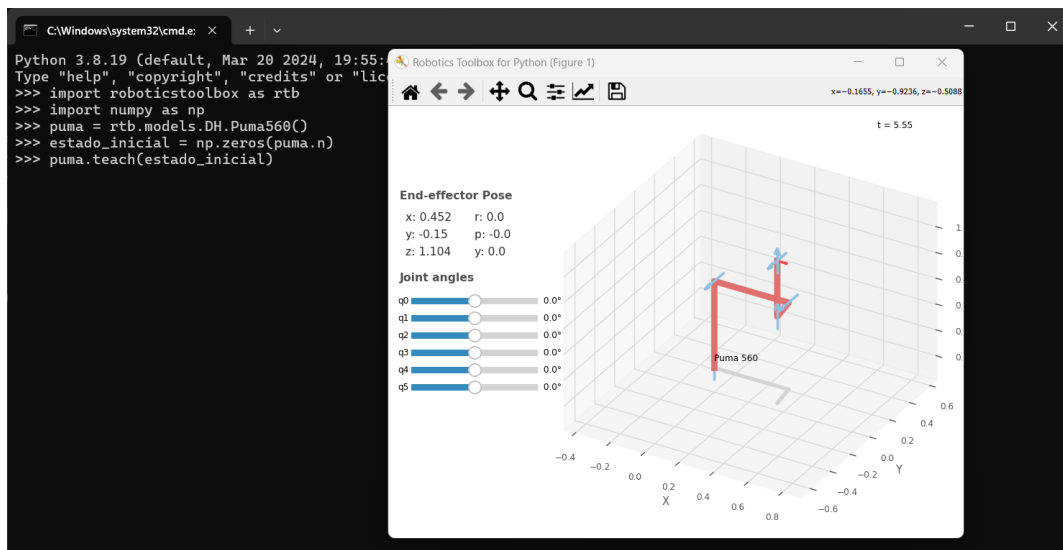 C:\Windows\system32\cmd.e:
Python 3.8.19 (default, Mar 20 2024, 19:55:
Type "help", "copyright", "credits" or "lic
>>> import roboticstoolbox as rtb
>>> import numpy as np
>>> puma = rtb.models.DH.Puma560()
>>> estado_inicial = np.zeros(puma.n)
>>> puma.teach(estado_inicial)
Robotics Toolbox for Python (Figure 1)
x=−0.1655, y=−0.9236, z=−0.5088
t = 5.55
End-effector Pose
x: 0.452 r: 0.0
y: -0.15 p: -0.0
z: 1.104 y: 0.0
Joint angles
q0 0.0°
q1 0.0°
q2 0.0°
q3 0.0°
q4 0.0°
q5 0.0°
Puma 560
1.
0.
0.
0.
0.
0.
−0.4
−0.2
0.0
0.2
0.4
0.6
0.8
X
−0.6
−0.4
−0.2
0.0
0.2
0.4
0.6
Y